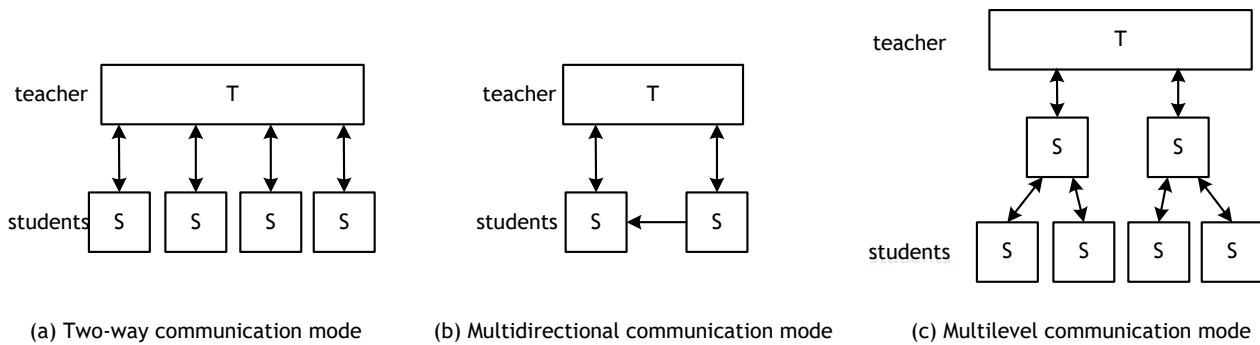 teacher
T
students
S
S
S
S
(a) Two-way communication mode
teacher
T
students
S
S
(b) Multidirectional communication mode
teacher
T
S
S
students
S
S
S
S
(c) Multilevel communication mode